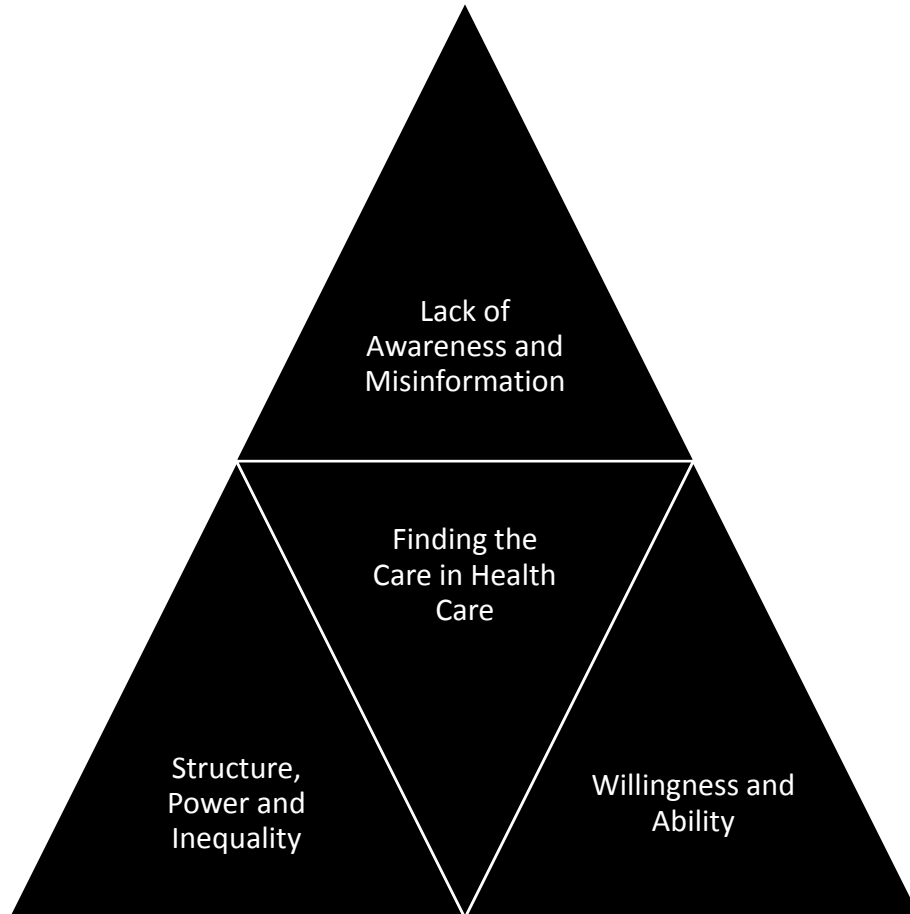 Lack of
Awareness and
Misinformation
Finding the
Care in Health
Care
Structure,
Power and
Inequality
Willingness and
Ability